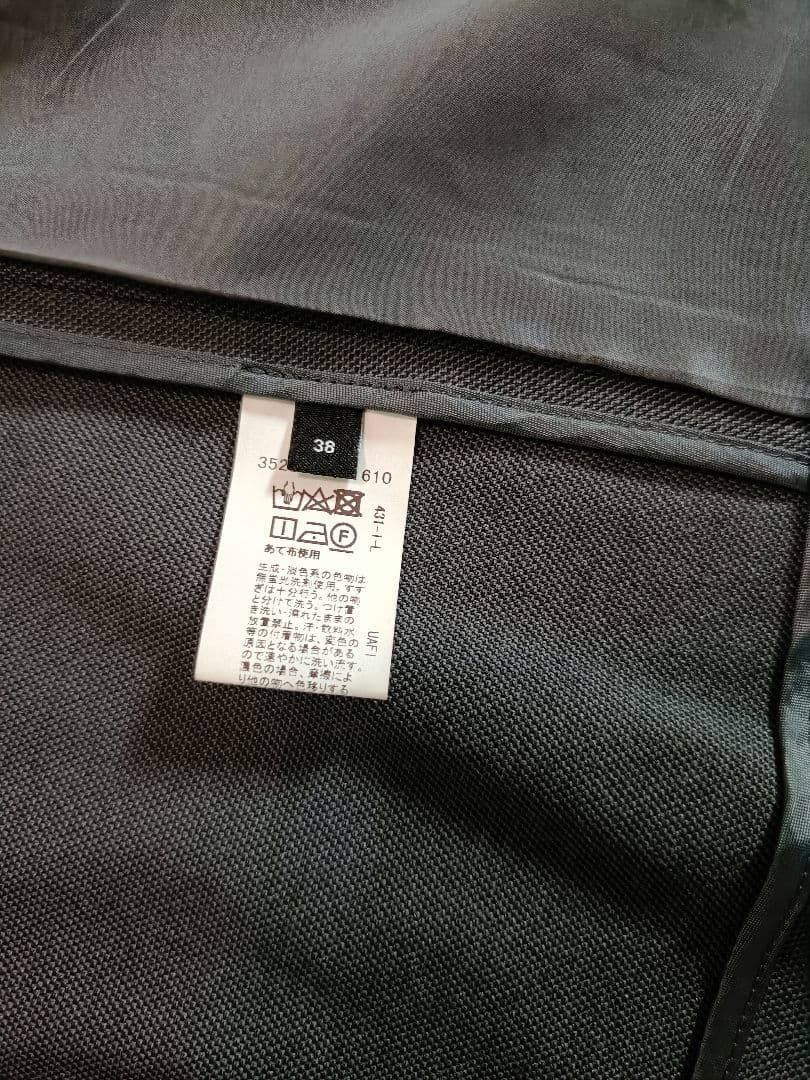 38
352
610
431-1-L
F
あて布使用
生成・淡色系の色物は
無蛍光洗剤使用。すす
ぎは十分行う。他の物
と分けて洗う。つけ置
き洗い・濡れたままの
放置禁止。汗・飲料水
等の付着物は、変色の
原因となる場合がある
ので速やかに洗い流す。
濃色の場合、摩擦によ
り他の物へ色移りする
UAF1